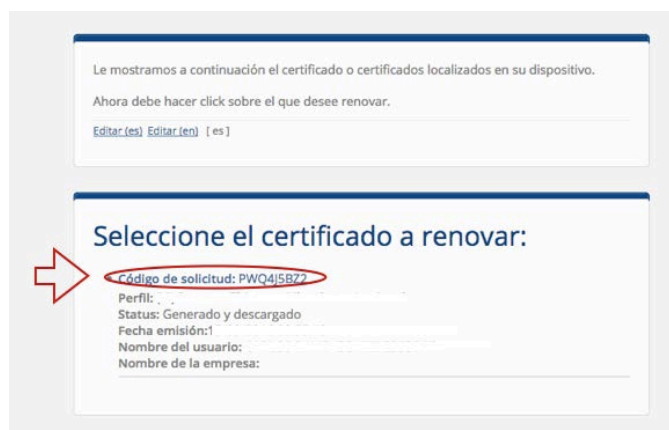 Le mostramos a continuación el certificado o certificados localizados en su dispositivo.
Ahora debe hacer click sobre el que desee renovar.
Editar (es) Editar (en) [ es ]
Seleccione el certificado a renovar:
Código de solicitud: PWQ4J5BZ2
Perfil:
Status: Generado y descargado
Fecha emisión:1
Nombre del usuario:
Nombre de la empresa: